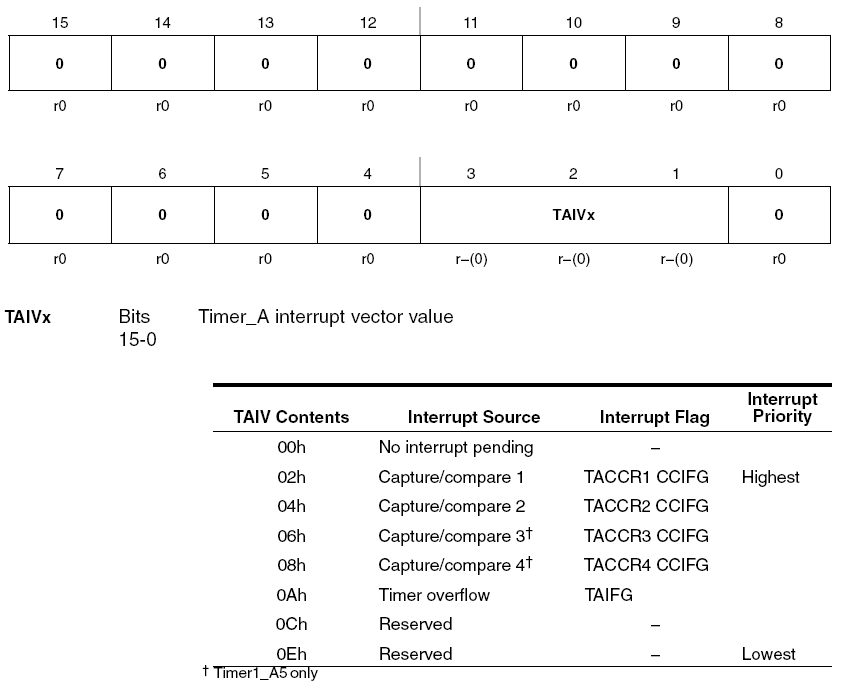 15 14 13 12 11 10 9 8
0 0 0 0 0 0 0 0
r0 r0 r0 r0 r0 r0 r0 r0
7 6 5 4 3 2 1 0
0 0 0 0 TAIVx 0
r0 r0 r0 r0 r−(0) r−(0) r−(0) r0
TAIVx Bits Timer_A interrupt vector value
15-0
Interrupt
TAIV Contents Interrupt Source Interrupt Flag Priority
00h No interrupt pending –
02h Capture/compare 1 TACCR1 CCIFG Highest
04h Capture/compare 2 TACCR2 CCIFG
06h Capture/compare 3† TACCR3 CCIFG
08h Capture/compare 4† TACCR4 CCIFG
0Ah Timer overflow TAIFG
0Ch Reserved –
0Eh Reserved – Lowest
† Timer1_A5 only